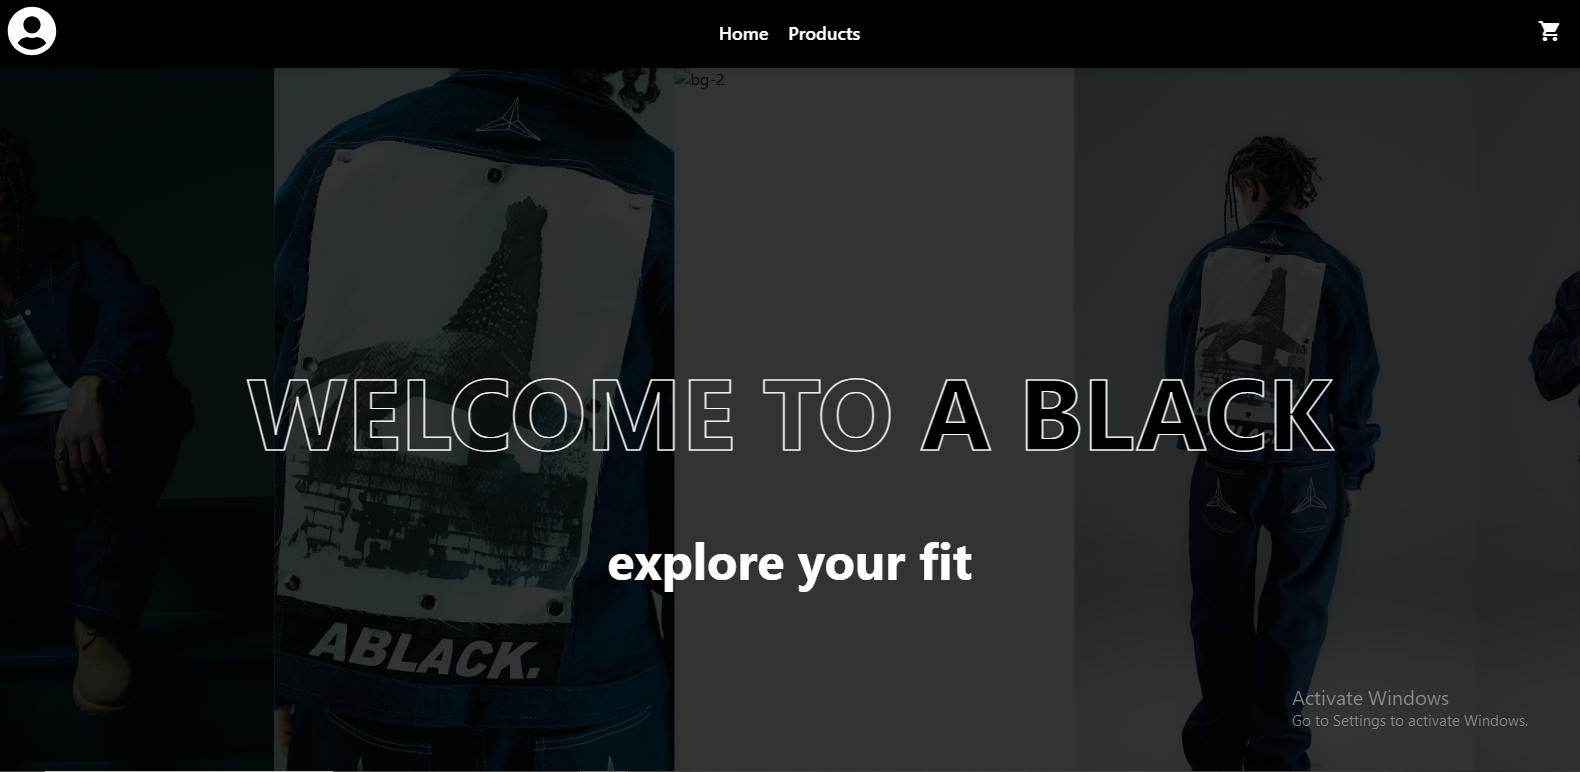 Home Products
bg-2
WELCOME TO A BLACK
explore your fit
ABLACK.
Activate Windows
Go to Settings to activate Windows.